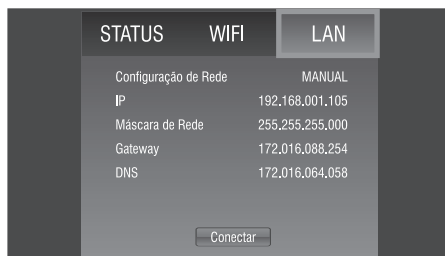 STATUS WIFI LAN
Configuração de Rede MANUAL
IP 192.168.001.105
Máscara de Rede 255.255.255.000
Gateway 172.016.088.254
DNS 172.016.064.058
Conectar